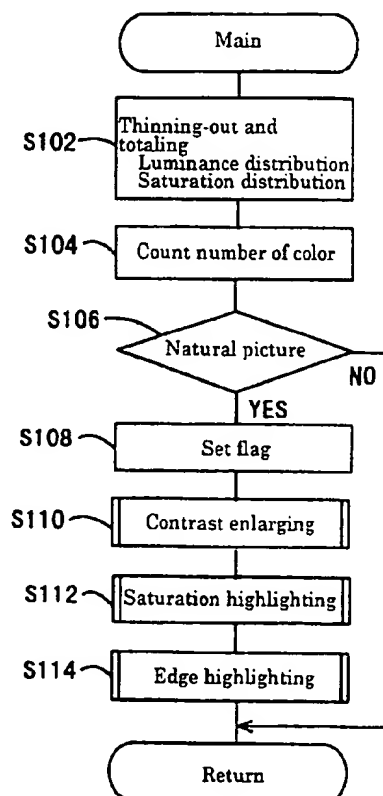 Main
S102
Thinning-out and
totaling
Luminance distribution
Saturation distribution
S104
Count number of color
S106
Natural picture
NO
YES
S108
Set flag
S110
Contrast enlarging
S112
Saturation highlighting
S114
Edge highlighting
Return